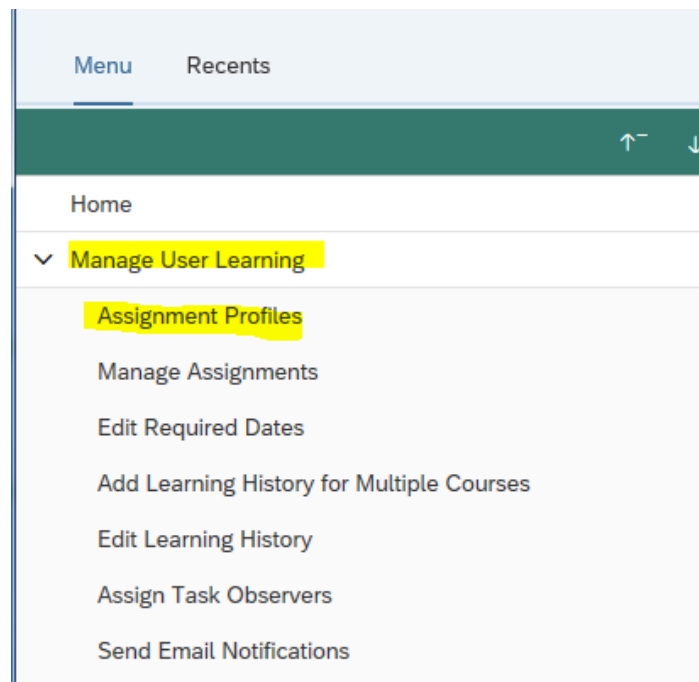 Menu Recents
Home
Manage User Learning
Assignment Profiles
Manage Assignments
Edit Required Dates
Add Learning History for Multiple Courses
Edit Learning History
Assign Task Observers
Send Email Notifications